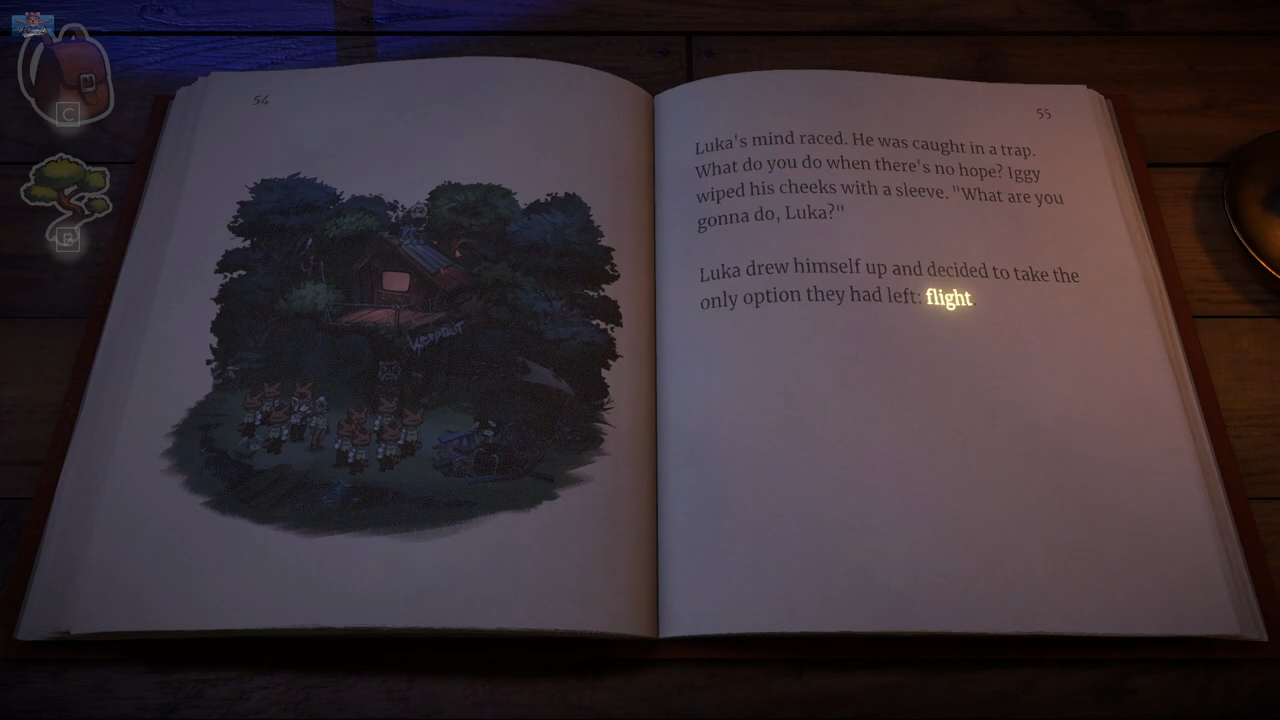 C
B
54
KEEPOUT
55
Luka's mind raced. He was caught in a trap.
What do you do when there's no hope? Iggy
wiped his cheeks with a sleeve. "What are you
gonna do, Luka?"
Luka drew himself up and decided to take the
only option they had left: flight.